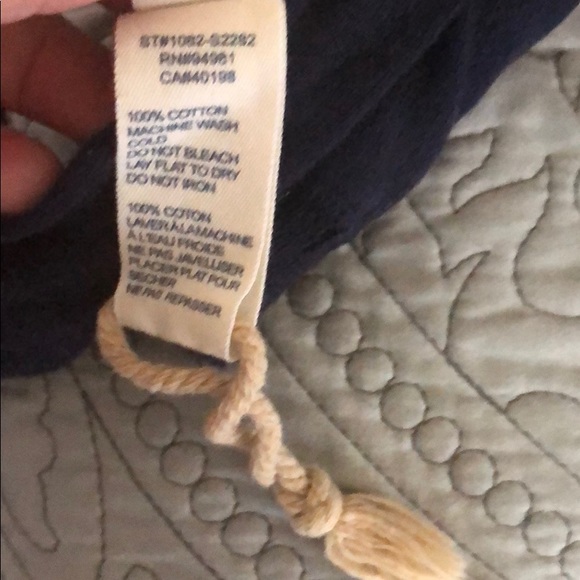 ST#1082-S2282
RN#94981
CA#40198
100% COTTON
MACHINE WASH
COLD
DO NOT BLEACH
LAY FLAT TO DRY
DO NOT IRON
100% COTON
LAVER À LA MACHINE
À L'EAU FROIDE
NE PAS JAVELLISER
PLACER PLAT POUR
SECHER
NE PAS REPASSER